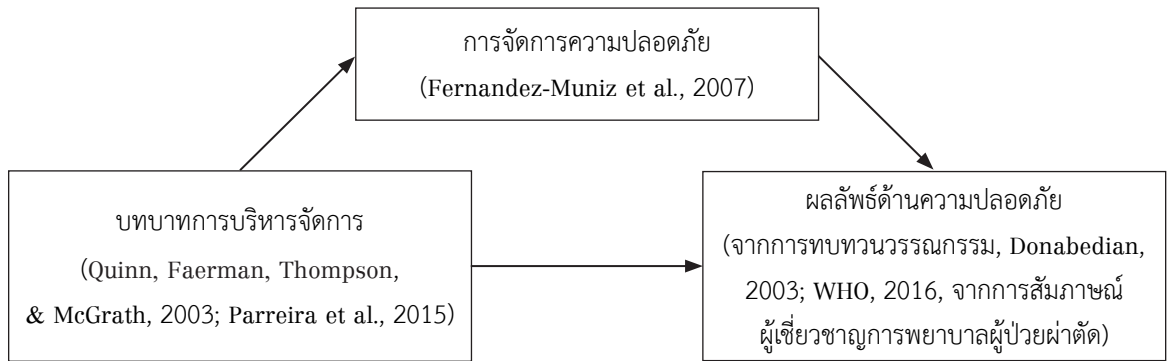 การจัดการความปลอดภัย
(Fernandez-Muniz et al., 2007)
บทบาทการบริหารจัดการ
(Quinn, Faerman, Thompson,
& McGrath, 2003; Parreira et al., 2015)
ผลลัพธ์ด้านความปลอดภัย
(จากการทบทวนวรรณกรรม, Donabedian,
2003; WHO, 2016, จากการสัมภาษณ์
ผู้เชี่ยวชาญการพยาบาลผู้ป่วยผ่าตัด)